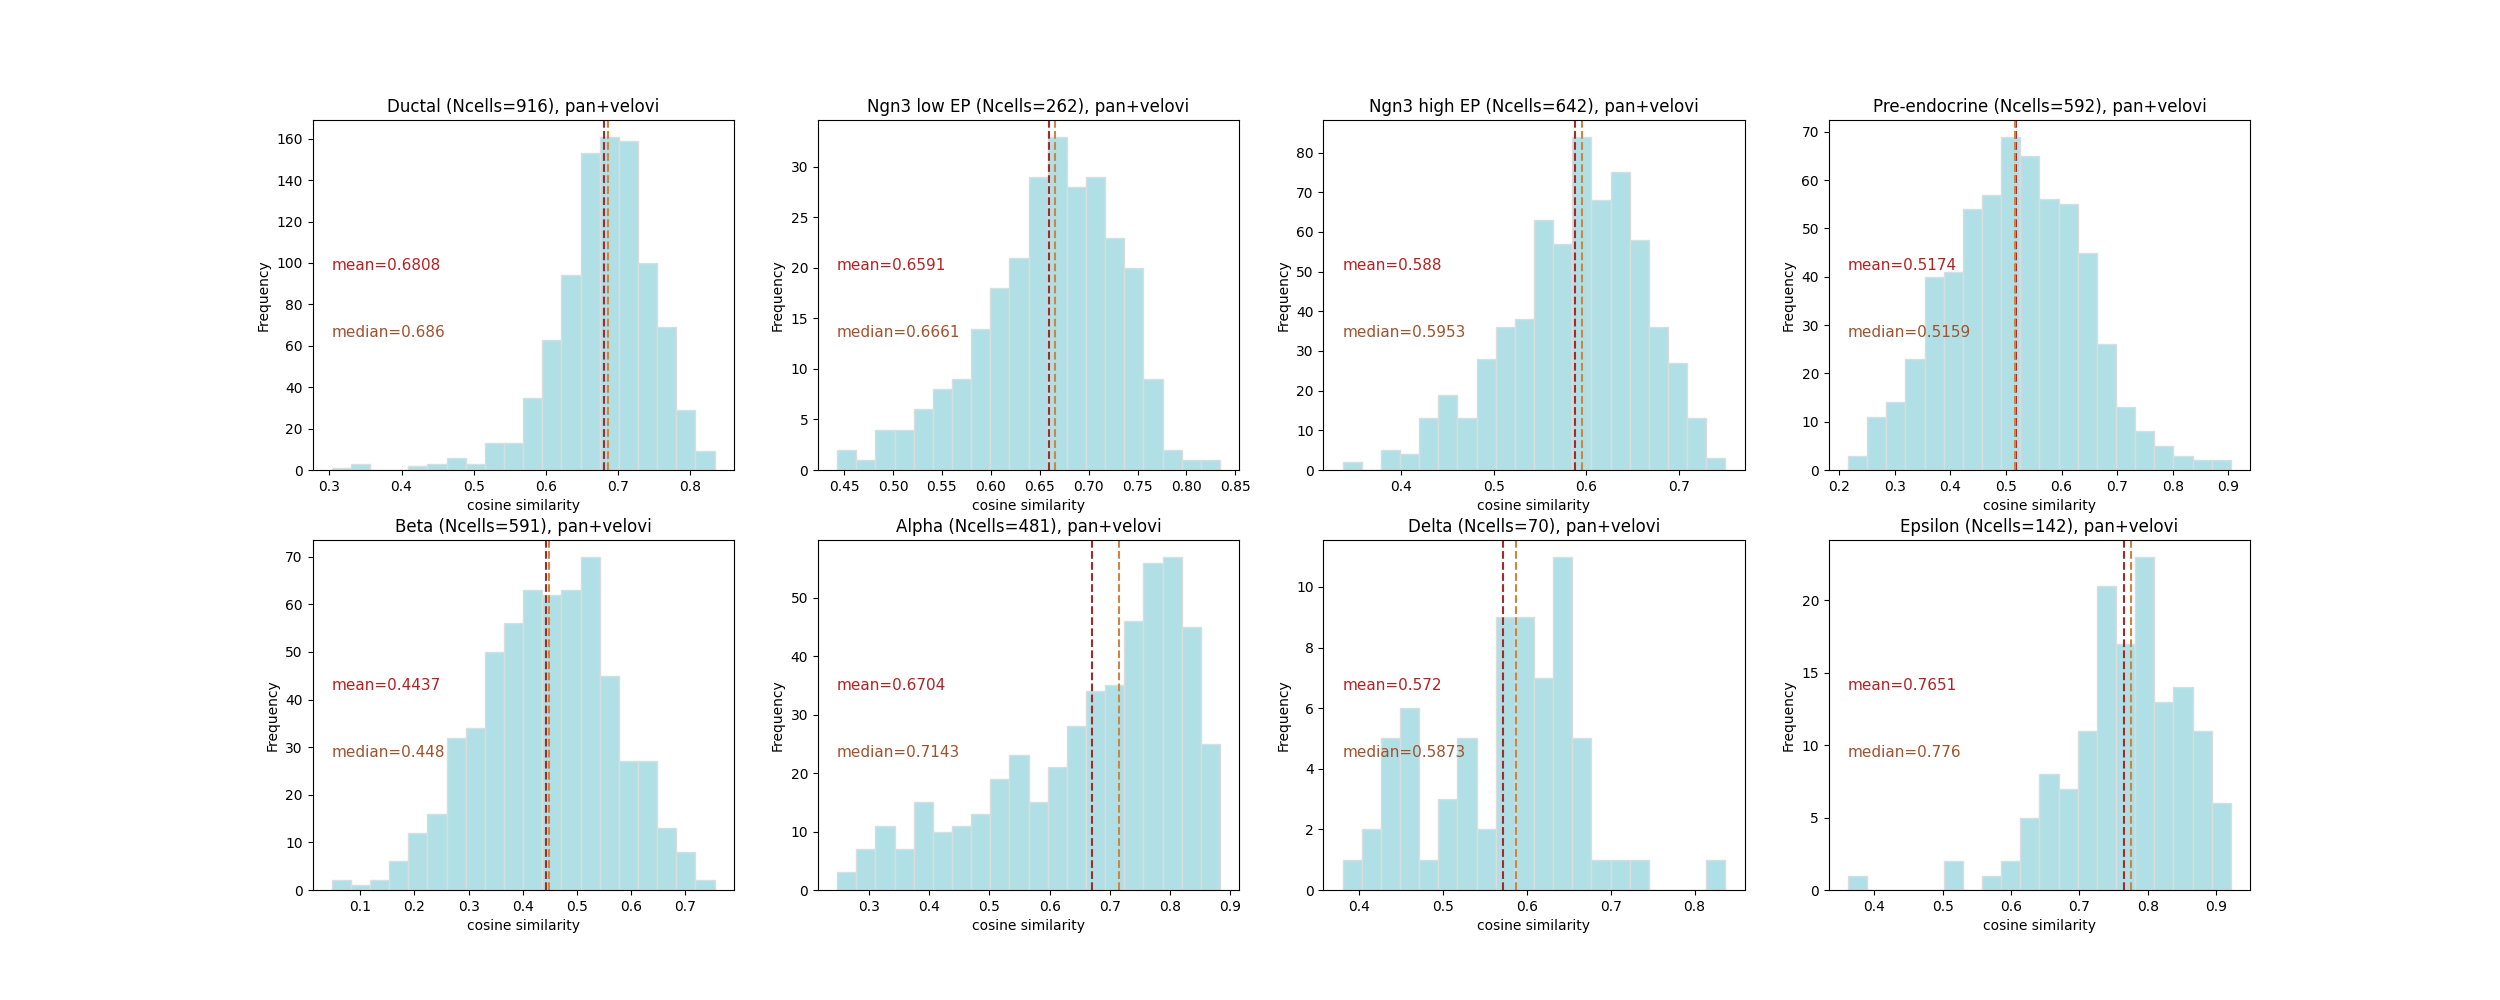 Ductal (Ncells=916), pan+velovi
Frequency
160
140
120
100
80
60
40
20
0
mean=0.6808
median=0.686
0.3 0.4 0.5 0.6 0.7 0.8
cosine similarity
Ngn3 low EP (Ncells=262), pan+velovi
Frequency
30
25
20
15
10
5
0
mean=0.6591
median=0.6661
0.45 0.50 0.55 0.60 0.65 0.70 0.75 0.80 0.85
cosine similarity
Ngn3 high EP (Ncells=642), pan+velovi
Frequency
80
70
60
50
40
30
20
10
0
mean=0.588
median=0.5953
0.4 0.5 0.6 0.7
cosine similarity
Pre-endocrine (Ncells=592), pan+velovi
Frequency
70
60
50
40
30
20
10
0
mean=0.5174
median=0.5159
0.2 0.3 0.4 0.5 0.6 0.7 0.8 0.9
cosine similarity
Beta (Ncells=591), pan+velovi
Frequency
70
60
50
40
30
20
10
0
mean=0.4437
median=0.448
0.1 0.2 0.3 0.4 0.5 0.6 0.7
cosine similarity
Alpha (Ncells=481), pan+velovi
Frequency
50
40
30
20
10
0
mean=0.6704
median=0.7143
0.3 0.4 0.5 0.6 0.7 0.8 0.9
cosine similarity
Delta (Ncells=70), pan+velovi
Frequency
10
8
6
4
2
0
mean=0.572
median=0.5873
0.4 0.5 0.6 0.7 0.8
cosine similarity
Epsilon (Ncells=142), pan+velovi
Frequency
20
15
10
5
0
mean=0.7651
median=0.776
0.4 0.5 0.6 0.7 0.8 0.9
cosine similarity